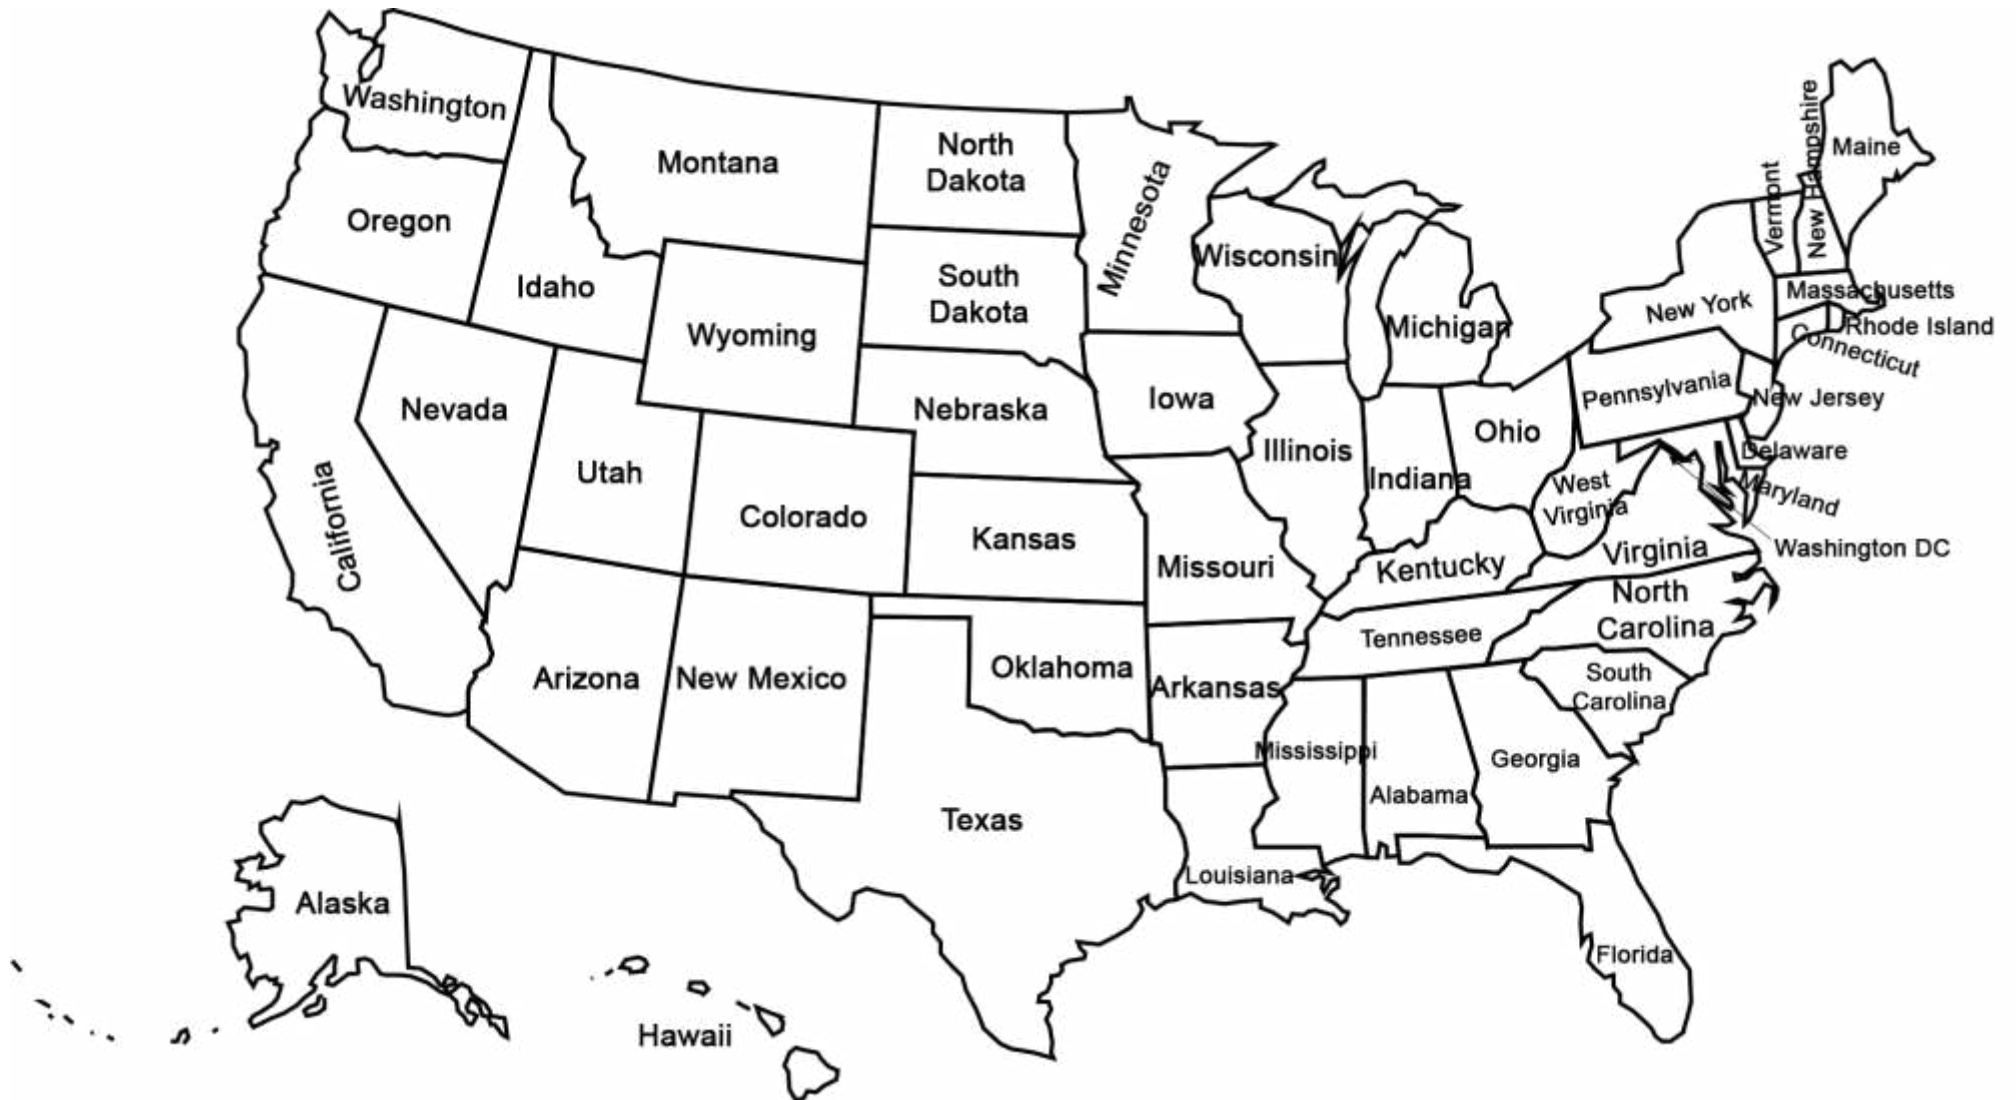 Washington
Oregon
California
Nevada
Idaho
Montana
Wyoming
Utah
Colorado
Arizona
New Mexico
North
Dakota
South
Dakota
Nebraska
Kansas
Oklahoma
Texas
Minnesota
Iowa
Missouri
Arkansas
Louisiana
Wisconsin
Illinois
Michigan
Indiana
Ohio
Kentucky
Tennessee
Mississippi
Alabama
Georgia
Florida
South
Carolina
North
Carolina
Virginia
West
Virginia
Pennsylvania
New York
Vermont
New Hampshire
Maine
Massachusetts
Rhode Island
Connecticut
New Jersey
Delaware
Maryland
Washington DC
Alaska
Hawaii